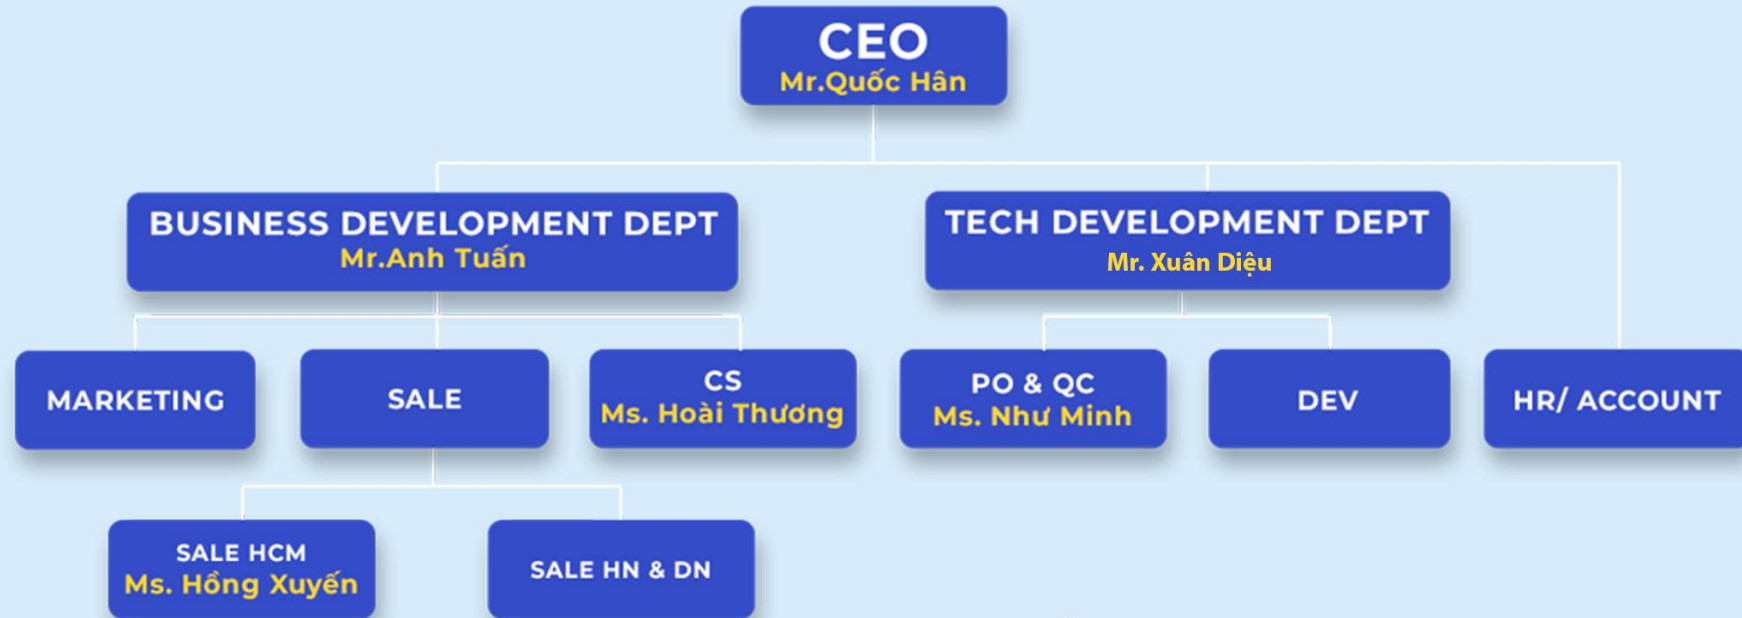 CEO
Mr.Quốc Hân
BUSINESS DEVELOPMENT DEPT
Mr.Anh Tuấn
TECH DEVELOPMENT DEPT
Mr. Xuân Diệu
MARKETING
SALE
CS
Ms. Hoài Thương
PO & QC
Ms. Như Minh
DEV
HR/ ACCOUNT
SALE HCM
Ms. Hồng Xuyến
SALE HN & DN